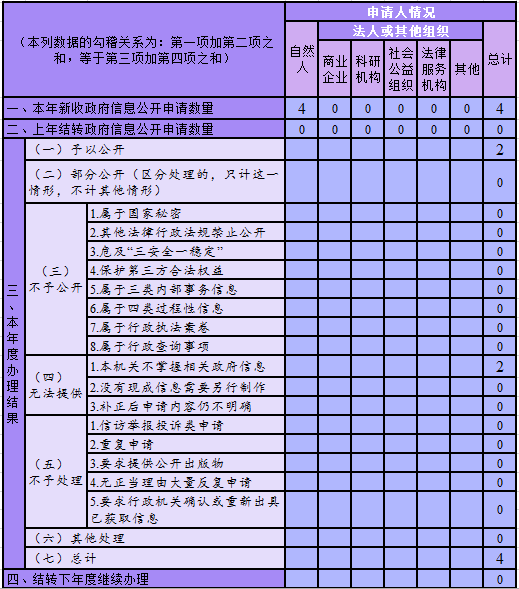 （本列数据的勾稽关系为：第一项加第二项之
和，等于第三项加第四项之和）
申请人情况
自然
人
法人或其他组织
总计
商业
企业
科研
机构
社会
公益
组织
法律
服务
机构
其他
一、本年新收政府信息公开申请数量 4 0 0 0 0 0 4
二、上年结转政府信息公开申请数量 0 0 0 0 0 0 0
三、本年度办理结果
（一）予以公开 2
（二）部分公开（区分处理的，只计这一
情形，不计其他情形） 0
（三）
不予公开
1.属于国家秘密 0
2.其他法律行政法规禁止公开 0
3.危及“三安全一稳定” 0
4.保护第三方合法权益 0
5.属于三类内部事务信息 0
6.属于四类过程性信息 0
7.属于行政执法案卷 0
8.属于行政查询事项 0
（四）
无法提供
1.本机关不掌握相关政府信息 2
2.没有现成信息需要另行制作 0
3.补正后申请内容仍不明确 0
（五）
不予处理
1.信访举报投诉类申请 0
2.重复申请 0
3.要求提供公开出版物 0
4.无正当理由大量反复申请 0
5.要求行政机关确认或重新出具
已获取信息 0
（六）其他处理 0
（七）总计 4
四、结转下年度继续办理 0